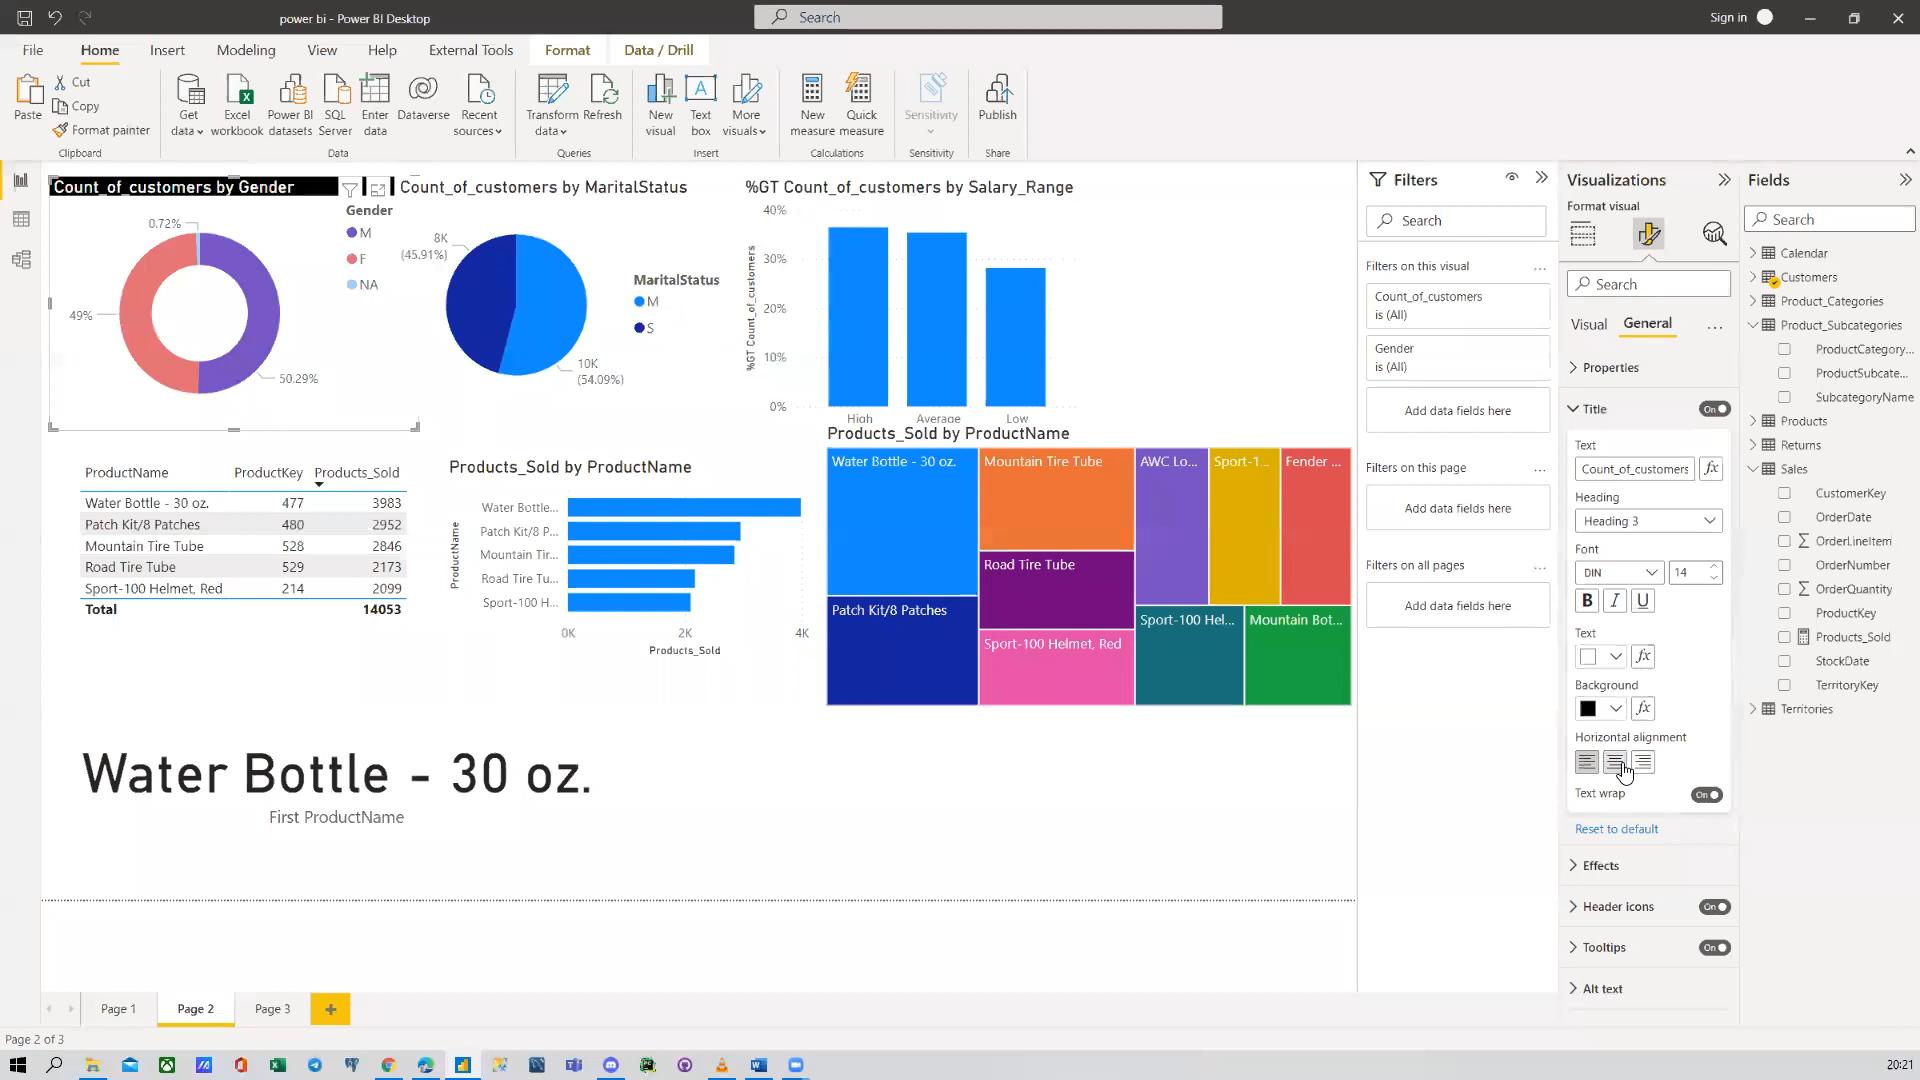 power bi - Power BI Desktop
Search
Sign in
File
Home
Insert
Modeling
View
Help
External Tools
Format
Data / Drill
Paste
Cut
Copy
Format painter
Clipboard
Get data
Excel workbook
Power BI datasets
SQL Server
Enter data
Dataverse
Recent sources
Data
Transform data
Refresh
Queries
New visual
Text box
More visuals
Insert
New measure
Quick measure
Calculations
Sensitivity
Sensitivity
Publish
Share
Count_of_customers by Gender
0.72%
49%
50.29%
Gender
M
F
NA
Count_of_customers by MaritalStatus
8K
(45.91%)
10K
(54.09%)
MaritalStatus
M
S
%GT Count_of_customers by Salary_Range
%GT Count_of_customers
40%
30%
20%
10%
0%
High
Average
Low
ProductName ProductKey Products_Sold
Water Bottle - 30 oz. 477 3983
Patch Kit/8 Patches 480 2952
Mountain Tire Tube 528 2846
Road Tire Tube 529 2173
Sport-100 Helmet, Red 214 2099
Total 14053
Products_Sold by ProductName
ProductName
Water Bottle...
Patch Kit/8 P...
Mountain Tir...
Road Tire Tu...
Sport-100 H...
0K
2K
4K
Products_Sold
Products_Sold by ProductName
Water Bottle - 30 oz.
Mountain Tire Tube
AWC Lo...
Sport-1...
Fender ...
Road Tire Tube
Patch Kit/8 Patches
Sport-100 Helmet, Red
Sport-100 Hel...
Mountain Bot...
Water Bottle - 30 oz.
First ProductName
Filters
Search
Filters on this visual
...
Count_of_customers
is (All)
Gender
is (All)
Add data fields here
Filters on this page
...
Add data fields here
Filters on all pages
...
Add data fields here
Visualizations
Format visual
Search
Visual
General
...
Properties
Title
On
Text
Count_of_customers
fx
Heading
Heading 3
Font
DIN
14
B
I
U
Text
fx
Background
fx
Horizontal alignment
Text wrap
On
Reset to default
Effects
Header icons
On
Tooltips
On
Alt text
Fields
Search
Calendar
Customers
Product_Categories
Product_Subcategories
ProductCategory...
ProductSubcate...
SubcategoryName
Products
Returns
Sales
CustomerKey
OrderDate
OrderLineItem
OrderNumber
OrderQuantity
ProductKey
Products_Sold
StockDate
TerritoryKey
Territories
Page 1
Page 2
Page 3
Page 2 of 3
20:21